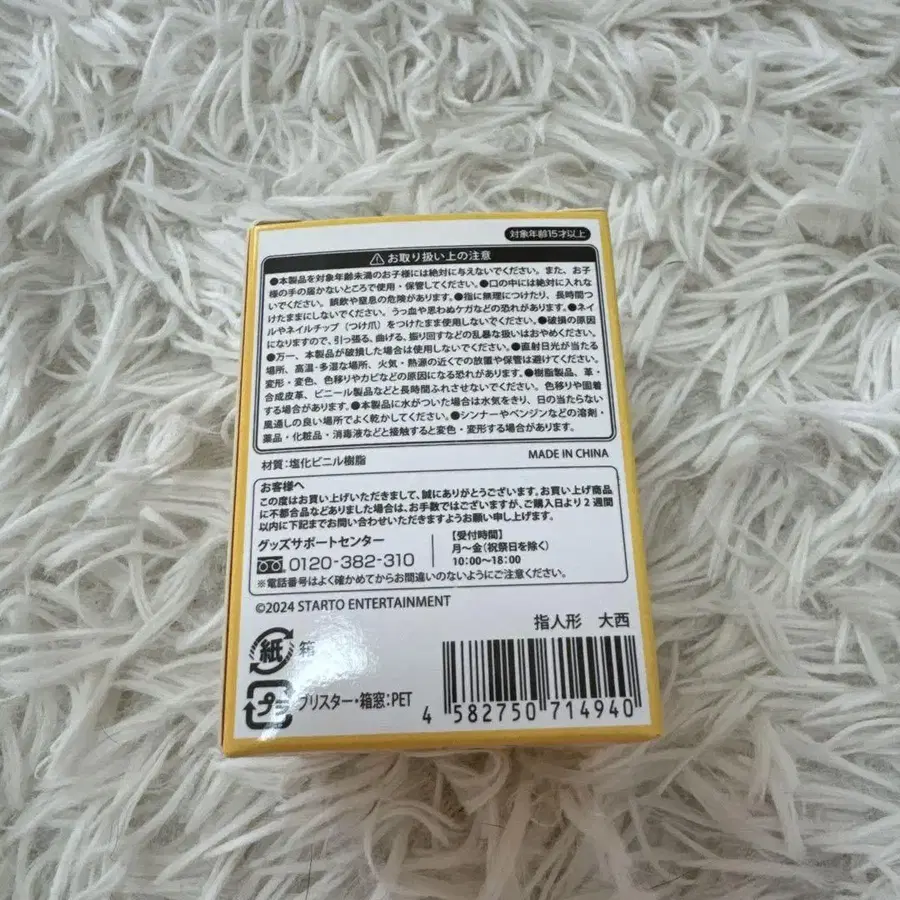 対象年齢15才以上
⚠お取り扱い上の注意
●本製品を対象年齢未満のお子様には絶対に与えないでください。また、お子
様の手の届かないところで使用・保管してください。●口の中には絶対に入れな
いでください。誤飲や窒息の危険があります。●指に無理につけたり、長時間つ
けたままにしないでください。うっ血や思わぬケガなどの恐れがあります。●ネイ
ルやネイルチップ（つけ爪）をつけたまま使用しないでください。●破損の原因
になりますので、引っ張る、曲げる、振り回すなどの乱暴な扱いはおやめください。
●万一、本製品が破損した場合は使用しないでください。●直射日光が当たる
場所、高温・多湿な場所、火気・熱源の近くでの放置や保管は避けてください。
変形・変色、色移りやカビなどの原因になる恐れがあります。●樹脂製品、革・
合成皮革、ビニール製品などと長時間ふれさせないでください。色移りや固着
する場合があります。●本製品に水がついた場合は水気をきり、日の当たらない
風通しの良い場所でよく乾かしてください。●シンナーやベンジンなどの溶剤・
薬品・化粧品・消毒液などと接触すると変色・変形する場合があります。
材質：塩化ビニル樹脂 MADE IN CHINA
お客様へ
この度はお買い上げいただきまして、誠にありがとうございます。お買い上げ商品
に不都合品などありました場合は、お手数ではございますが、ご購入日より2週間
以内に下記までお問い合わせいただきますようお願い申し上げます。
グッズサポートセンター
0120-382-310
【受付時間】
月～金（祝祭日を除く）
10:00～18:00
※電話番号はよく確かめてからお間違いのないようにご注意ください。
©2024 STARTO ENTERTAINMENT
指人形 大西
紙 箱
プラ ブリスター・箱窓：PET
4 582750 714940